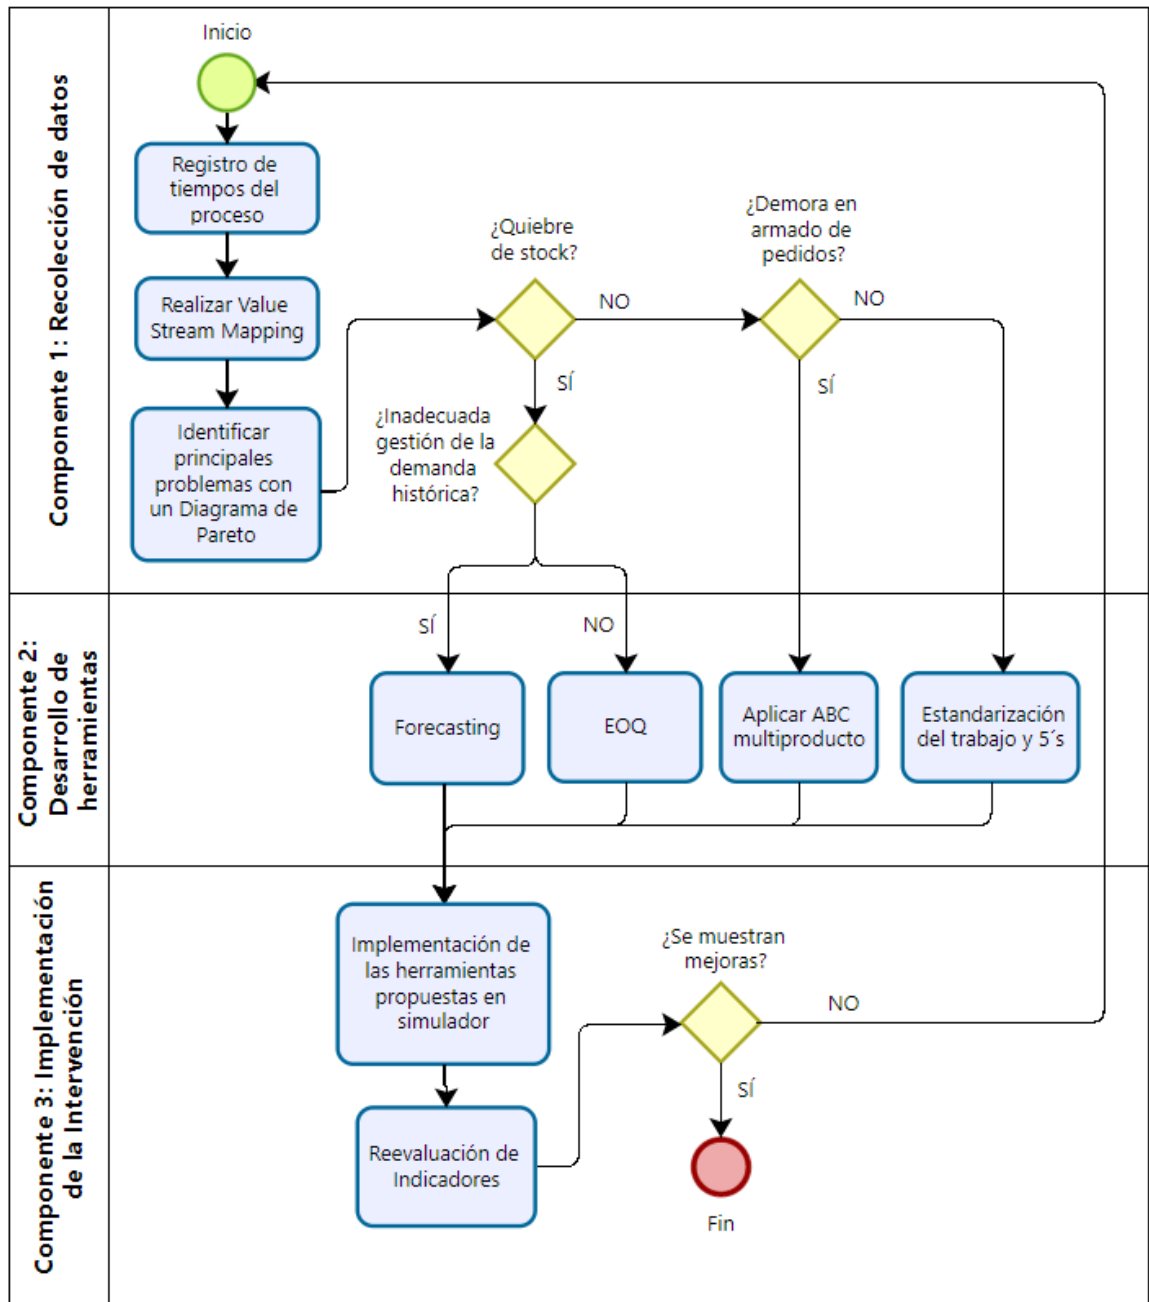 Componente 1: Recolección de datos
Inicio
Registro de
tiempos del
proceso
Realizar Value
Stream Mapping
Identificar
principales
problemas con
un Diagrama de
Pareto
¿Quiebre
de stock?
NO
SÍ
¿Demora en
armado de
pedidos?
NO
SÍ
¿Inadecuada
gestión de la
demanda
histórica?
Componente 2:
Desarrollo de
herramientas
SÍ
NO
Forecasting
EOQ
Aplicar ABC
multiproducto
Estandarización
del trabajo y 5´s
Componente 3: Implementación
de la Intervención
Implementación de
las herramientas
propuestas en
simulador
Reevaluación de
Indicadores
¿Se muestran
mejoras?
NO
SÍ
Fin